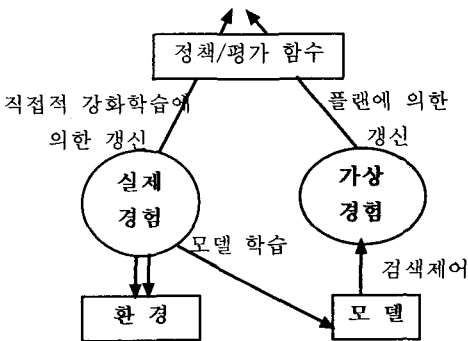 정책/평가 함수
직접적 강화학습에
의한 갱신
플랜에 의한
갱신
실제
경험
가상
경험
모델 학습
검색제어
환 경
모 델